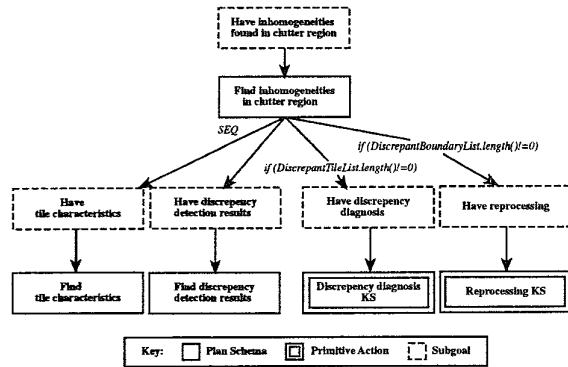 Have inhomogeneities
found in clutter region
Find inhomogeneities
in clutter region
SEQ
if (DiscrepantBoundaryList.length()!=0)
if (DiscrepantTileList.length()!=0)
Have
tile characteristics
Have discrepancy
detection results
Have discrepancy
diagnosis
Have reprocessing
Find
tile characteristics
Find discrepancy
detection results
Discrepancy diagnosis
KS
Reprocessing KS
Key:
Plan Schema
Primitive Action
Subgoal